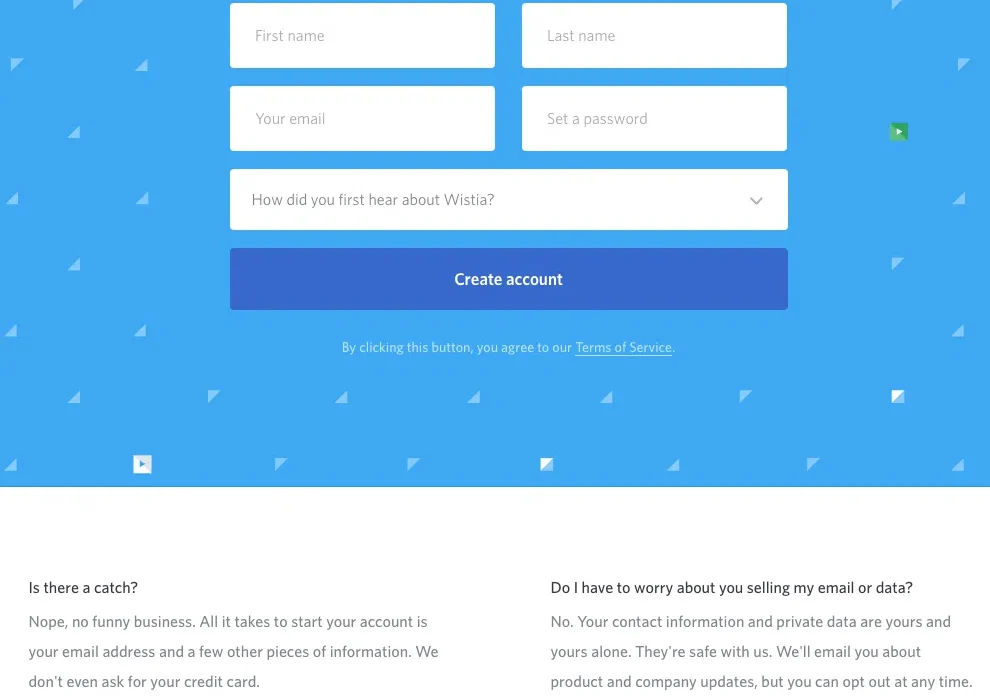 First name
Last name
Your email
Set a password
How did you first hear about Wistia?
Create account
By clicking this button, you agree to our Terms of Service.
Is there a catch?
Nope, no funny business. All it takes to start your account is
your email address and a few other pieces of information. We
don't even ask for your credit card.
Do I have to worry about you selling my email or data?
No. Your contact information and private data are yours and
yours alone. They're safe with us. We'll email you about
product and company updates, but you can opt out at any time.